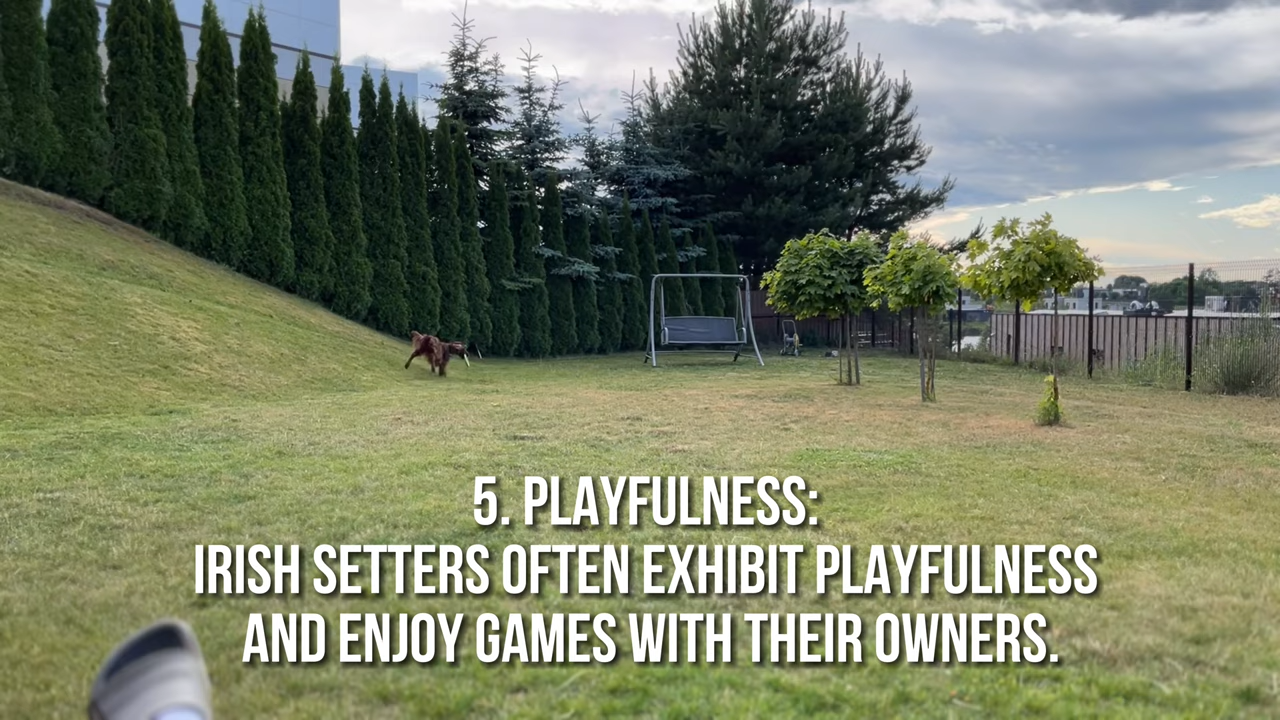 5. PLAYFULNESS:
IRISH SETTERS OFTEN EXHIBIT PLAYFULNESS
AND ENJOY GAMES WITH THEIR OWNERS.